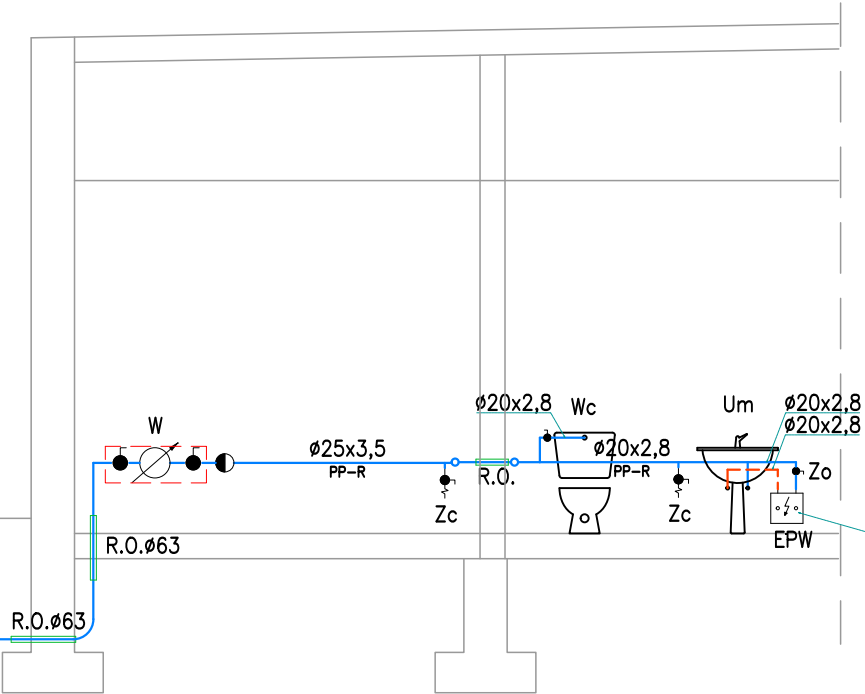 ø20x2,8
Wc
Um
ø20x2,8
W
ø20x2,8
ø25x3,5
ø20x2,8
PP-R
R.O.
PP-R
Zo
Zc
Zc
EPW
R.O.ø63
R.O.ø63